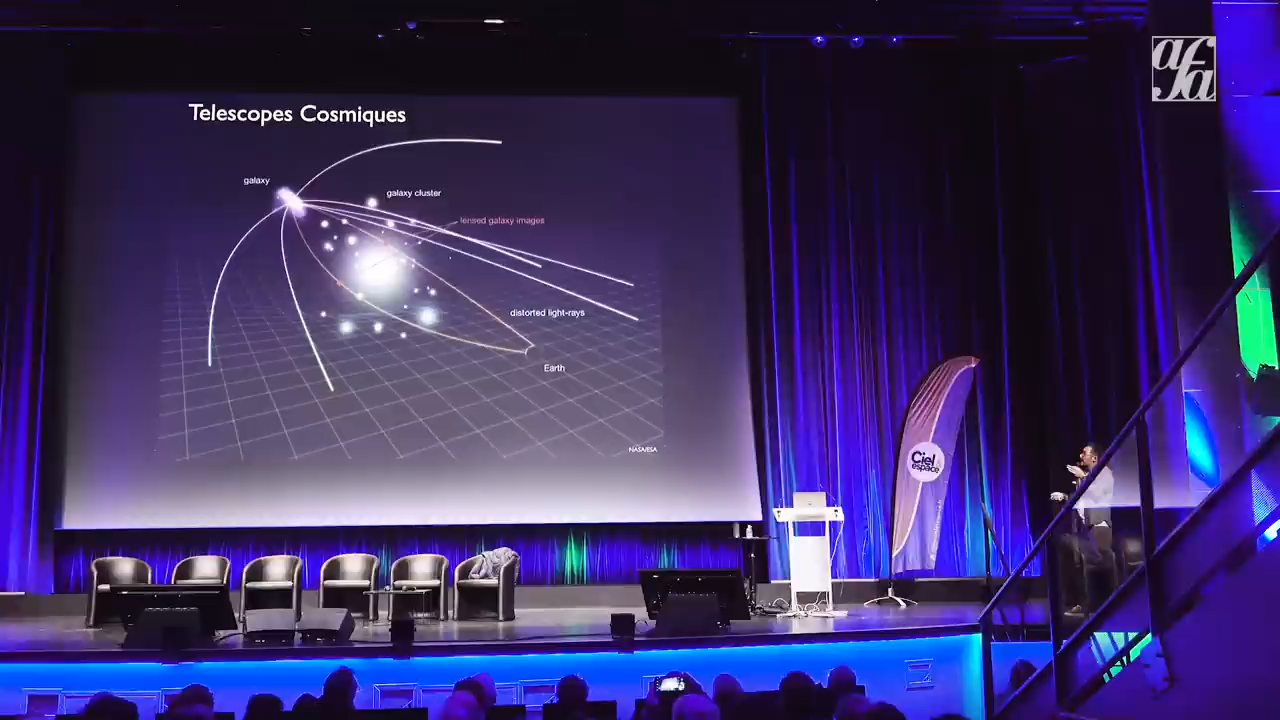 afa
Telescopes Cosmiques
galaxy
galaxy cluster
lensed galaxy images
distorted light-rays
Earth
NASA/ESA
Ciel
espace